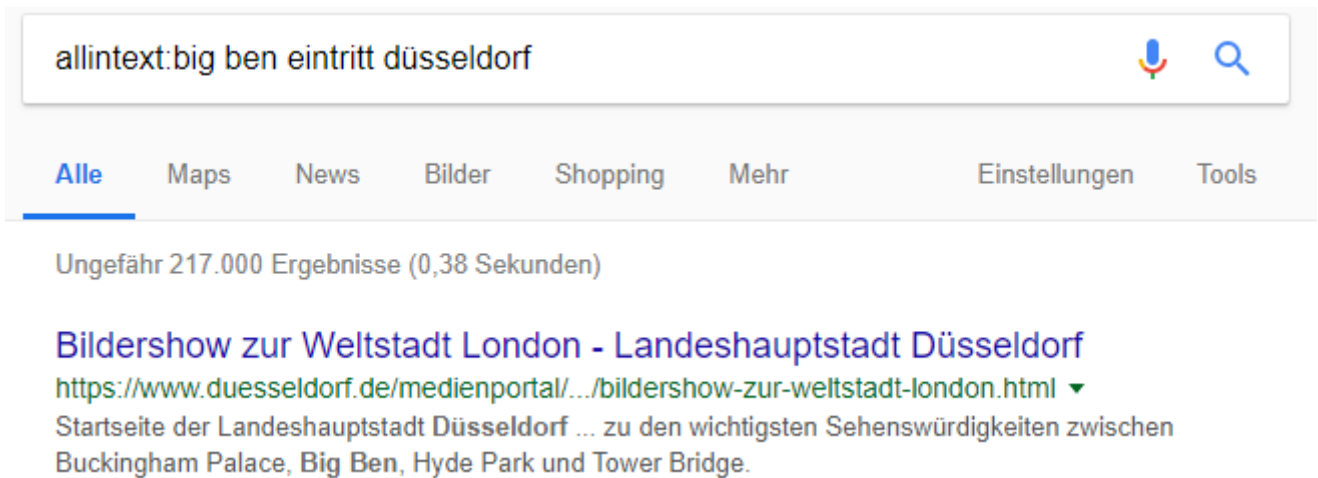 allintext:big ben eintritt düsseldorf
Alle Maps News Bilder Shopping Mehr Einstellungen Tools
Ungefähr 217.000 Ergebnisse (0,38 Sekunden)
Bildershow zur Weltstadt London - Landeshauptstadt Düsseldorf
https://www.duesseldorf.de/medienportal/.../bildershow-zur-weltstadt-london.html
Startseite der Landeshauptstadt Düsseldorf ... zu den wichtigsten Sehenswürdigkeiten zwischen
Buckingham Palace, Big Ben, Hyde Park und Tower Bridge.